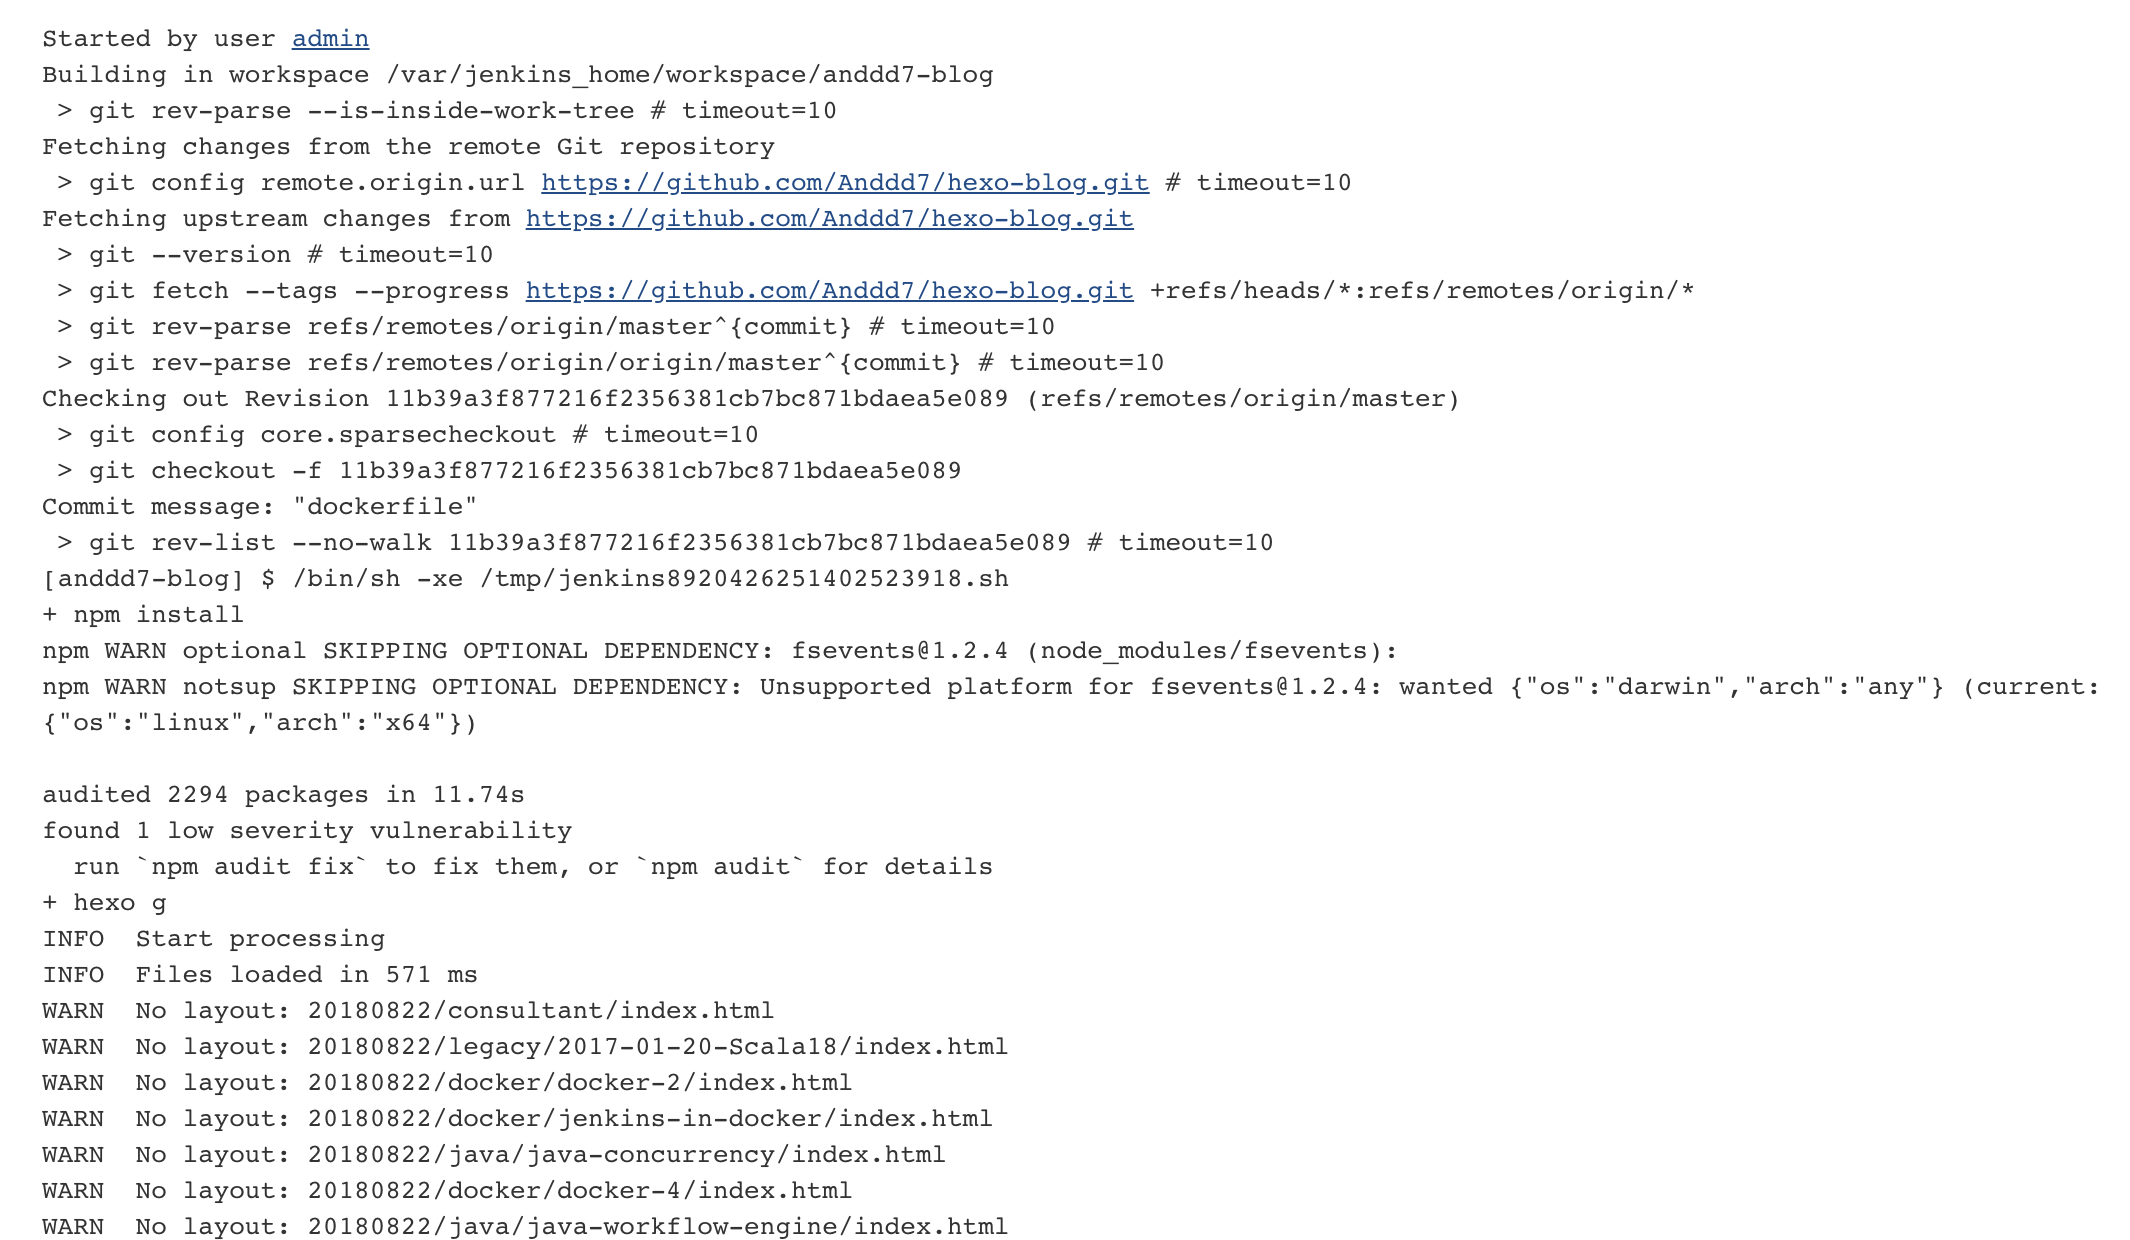 Started by user admin
Building in workspace /var/jenkins_home/workspace/anddd7-blog
 > git rev-parse --is-inside-work-tree # timeout=10
Fetching changes from the remote Git repository
 > git config remote.origin.url https://github.com/Anddd7/hexo-blog.git # timeout=10
Fetching upstream changes from https://github.com/Anddd7/hexo-blog.git
 > git --version # timeout=10
 > git fetch --tags --progress https://github.com/Anddd7/hexo-blog.git +refs/heads/*:refs/remotes/origin/*
 > git rev-parse refs/remotes/origin/master^{commit} # timeout=10
 > git rev-parse refs/remotes/origin/origin/master^{commit} # timeout=10
Checking out Revision 11b39a3f877216f2356381cb7bc871bdaea5e089 (refs/remotes/origin/master)
 > git config core.sparsecheckout # timeout=10
 > git checkout -f 11b39a3f877216f2356381cb7bc871bdaea5e089
Commit message: "dockerfile"
 > git rev-list --no-walk 11b39a3f877216f2356381cb7bc871bdaea5e089 # timeout=10
[anddd7-blog] $ /bin/sh -xe /tmp/jenkins8920426251402523918.sh
+ npm install
npm WARN optional SKIPPING OPTIONAL DEPENDENCY: fsevents@1.2.4 (node_modules/fsevents):
npm WARN notsup SKIPPING OPTIONAL DEPENDENCY: Unsupported platform for fsevents@1.2.4: wanted {"os":"darwin","arch":"any"} (current:
{"os":"linux","arch":"x64"})

audited 2294 packages in 11.74s
found 1 low severity vulnerability
  run `npm audit fix` to fix them, or `npm audit` for details
+ hexo g
INFO  Start processing
INFO  Files loaded in 571 ms
WARN  No layout: 20180822/consultant/index.html
WARN  No layout: 20180822/legacy/2017-01-20-Scala18/index.html
WARN  No layout: 20180822/docker/docker-2/index.html
WARN  No layout: 20180822/docker/jenkins-in-docker/index.html
WARN  No layout: 20180822/java/java-concurrency/index.html
WARN  No layout: 20180822/docker/docker-4/index.html
WARN  No layout: 20180822/java/java-workflow-engine/index.html